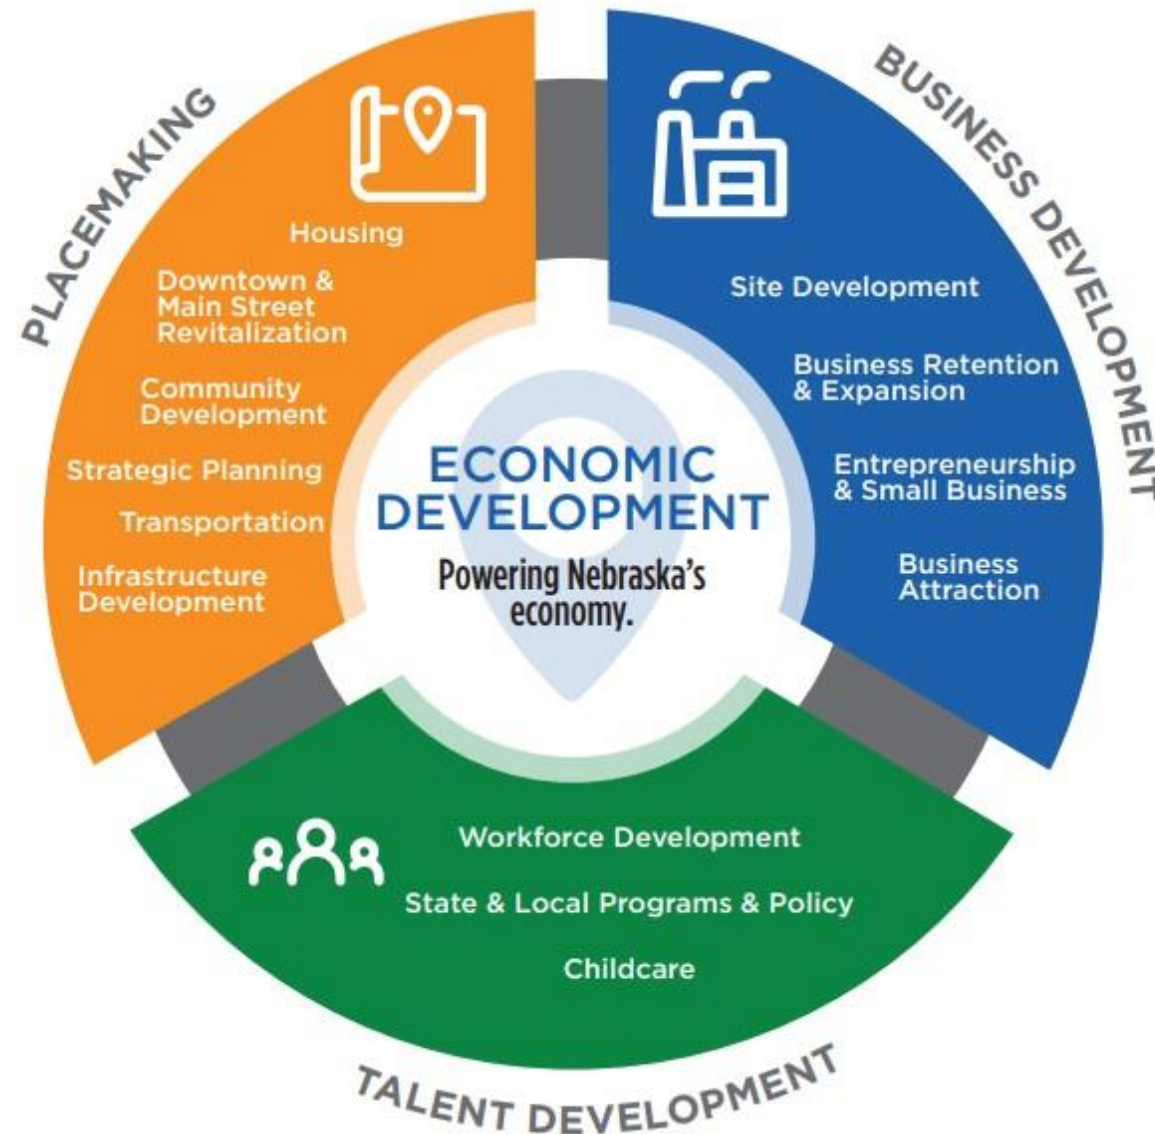 PLACEMAKING
Housing
Downtown &
Main Street
Revitalization
Community
Development
Strategic Planning
Transportation
Infrastructure
Development
BUSINESS DEVELOPMENT
Site Development
Business Retention
& Expansion
Entrepreneurship
& Small Business
Business
Attraction
ECONOMIC
DEVELOPMENT
Powering Nebraska's
economy.
Workforce Development
State & Local Programs & Policy
Childcare
TALENT DEVELOPMENT